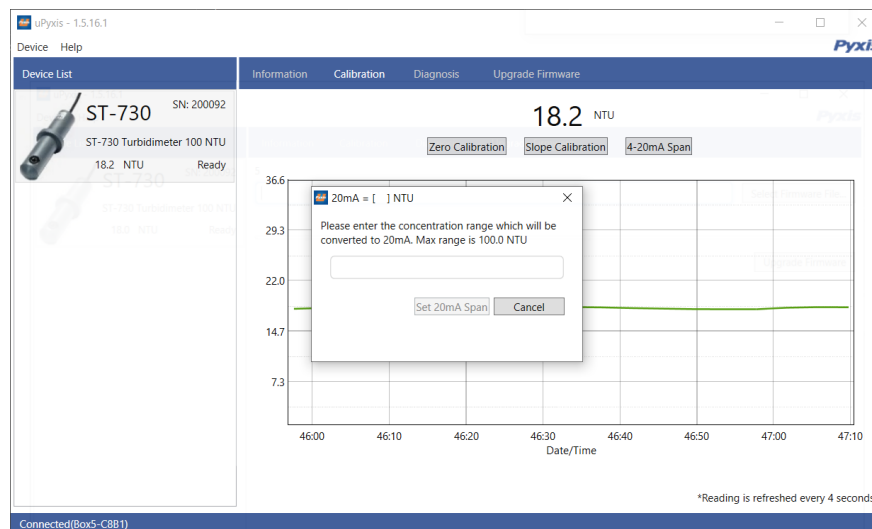 uPyxis - 1.5.16.1
Device Help
Pyxis
Device List
Information Calibration Diagnosis Upgrade Firmware
ST-730 SN: 200092
ST-730 Turbidimeter 100 NTU
18.2 NTU Ready
18.2 NTU
Zero Calibration Slope Calibration 4-20mA Span
20mA = [ ] NTU
Please enter the concentration range which will be
converted to 20mA. Max range is 100.0 NTU
Set 20mA Span Cancel
36.6
29.3
22.0
14.7
7.3
46:00 46:10 46:20 46:30 46:40 46:50 47:00 47:10
Date/Time
*Reading is refreshed every 4 seconds
Connected(Box5-C8B1)